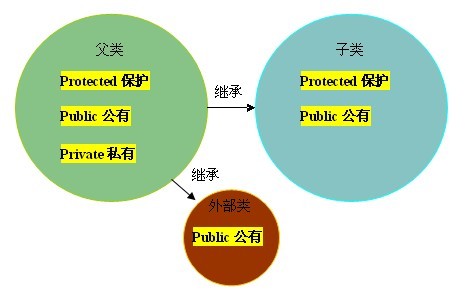 父类
Protected 保护
Public 公有
Private 私有
继承
子类
Protected 保护
Public 公有
继承
外部类
Public 公有